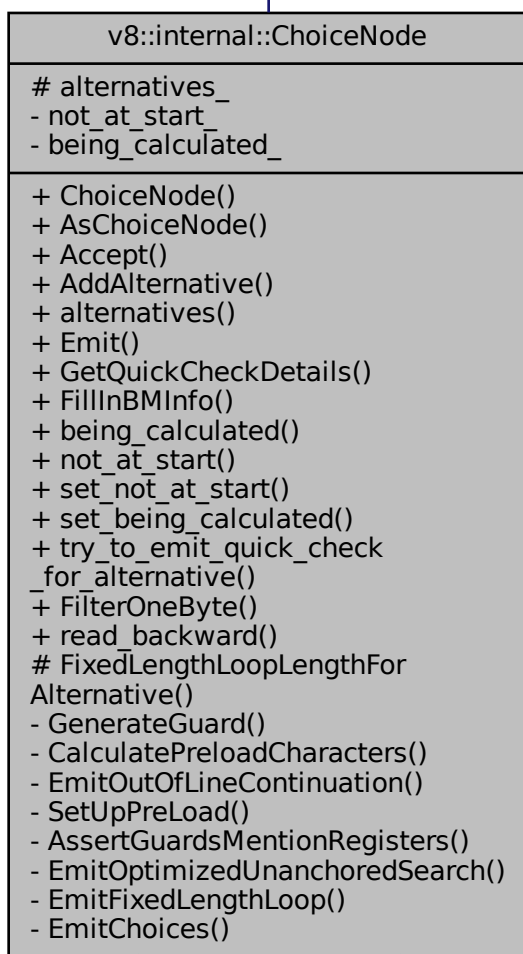 v8::internal::ChoiceNode
# alternatives_
- not_at_start_
- being_calculated_
+ ChoiceNode()
+ AsChoiceNode()
+ Accept()
+ AddAlternative()
+ alternatives()
+ Emit()
+ GetQuickCheckDetails()
+ FillInBMInfo()
+ being_calculated()
+ not_at_start()
+ set_not_at_start()
+ set_being_calculated()
+ try_to_emit_quick_check
_for_alternative()
+ FilterOneByte()
+ read_backward()
# FixedLengthLoopLengthFor
Alternative()
- GenerateGuard()
- CalculatePreloadCharacters()
- EmitOutOfLineContinuation()
- SetUpPreLoad()
- AssertGuardsMentionRegisters()
- EmitOptimizedUnanchoredSearch()
- EmitFixedLengthLoop()
- EmitChoices()